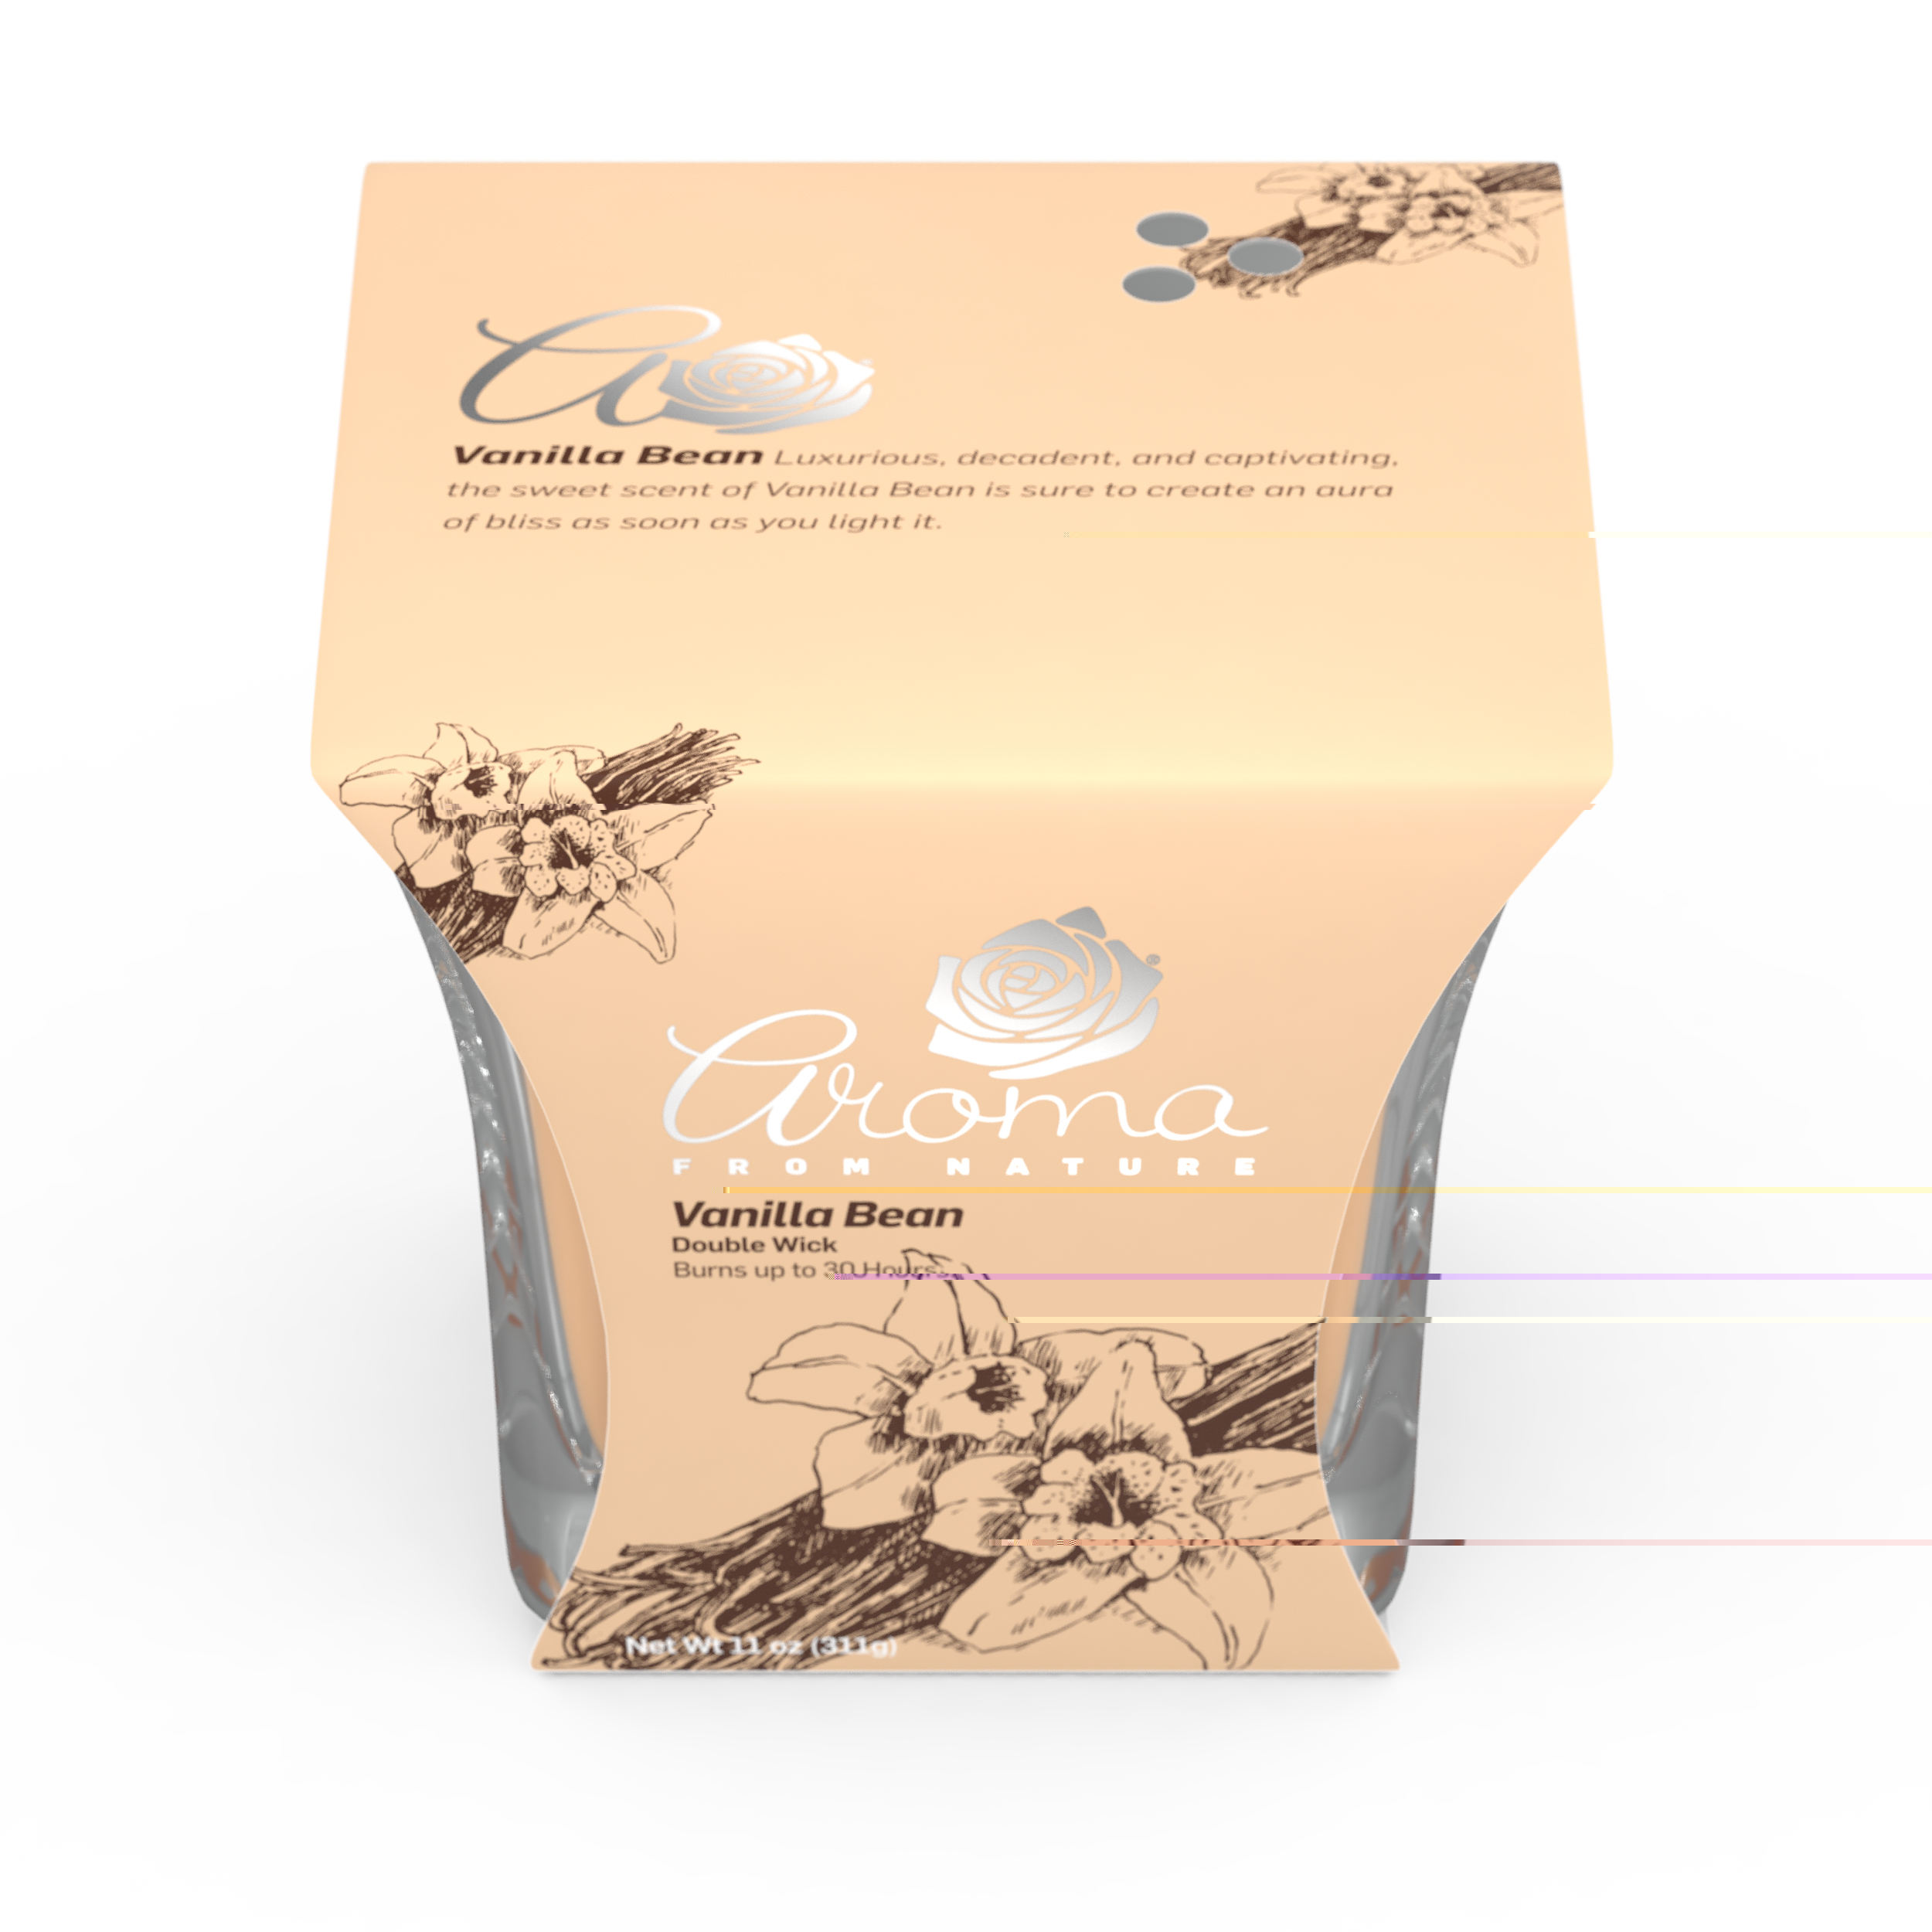 Vanilla Bean Luxurious, decadent, and captivating,
the sweet scent of Vanilla Bean is sure to create an aura
of bliss as soon as you light it.
Aroma
FROM NATURE
Vanilla Bean
Double Wick
Burns up to 30 Hours
Net Wt 11 oz (311g)